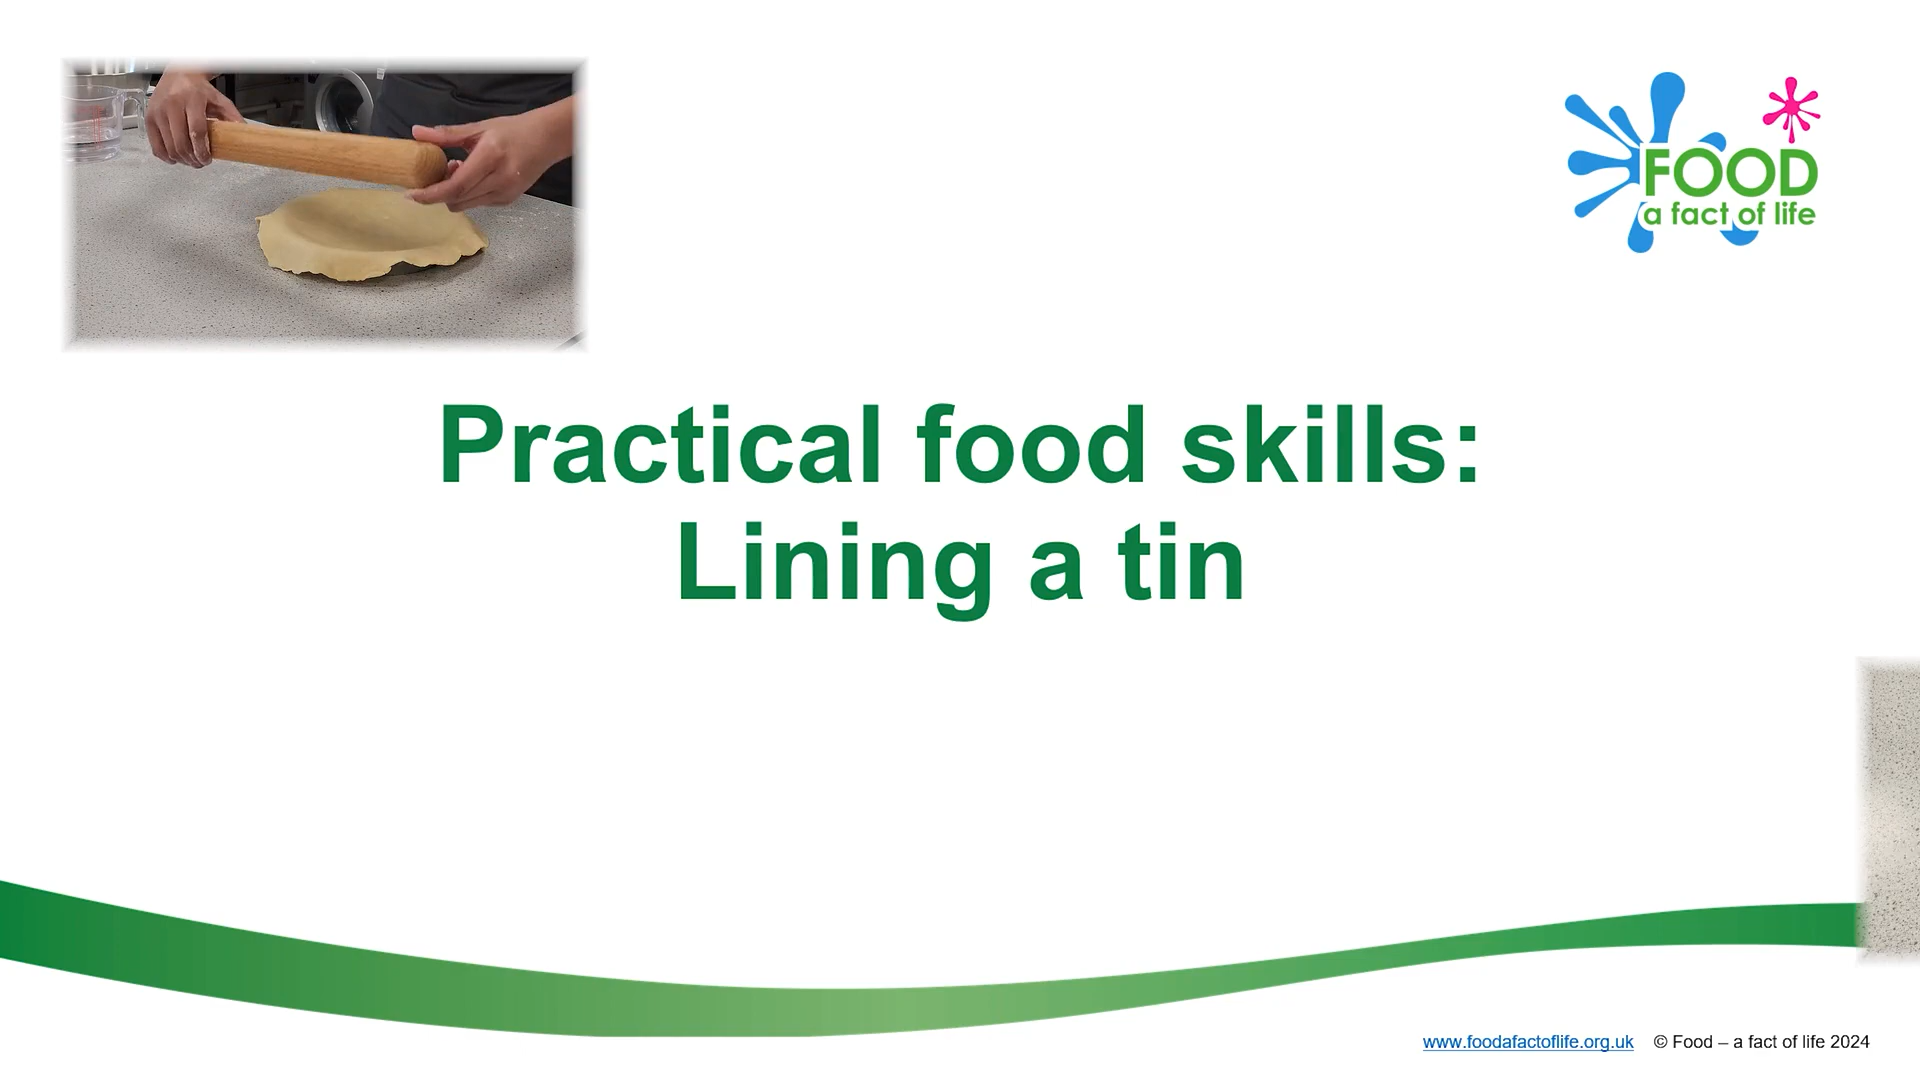 FOOD
a fact of life
Practical food skills:
Lining a tin
www.foodafactoflife.org.uk © Food – a fact of life 2024